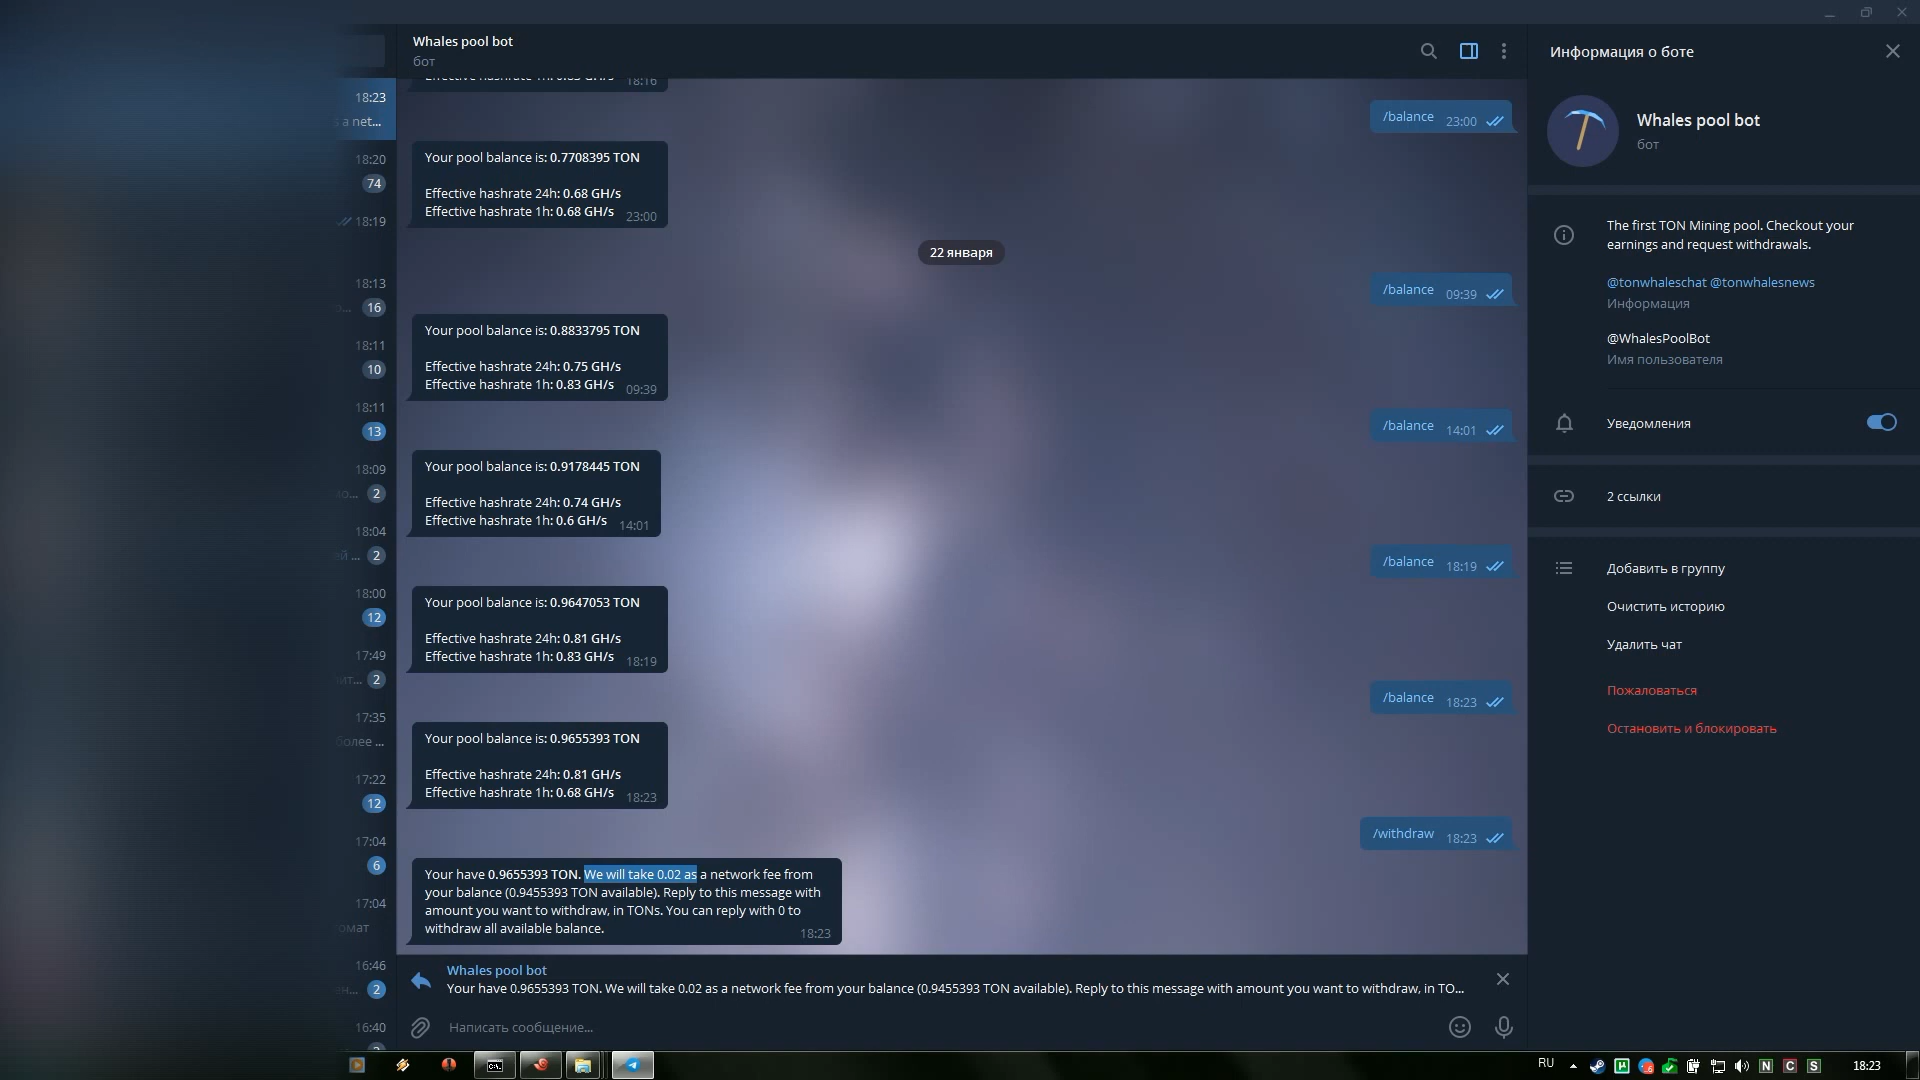 18:23
a net...
18:20
74
18:19
18:13
16
18:11
10
18:11
13
18:09
2
18:04
2
18:00
12
17:49
2
17:35
более ...
17:22
12
17:04
6
17:04
16:46
2
16:40
Whales pool bot
бот
Effective hashrate 1h: 0.83 GH/s 18:16
/balance 23:00
Your pool balance is: 0.7708395 TON
Effective hashrate 24h: 0.68 GH/s
Effective hashrate 1h: 0.68 GH/s 23:00
22 января
/balance 09:39
Your pool balance is: 0.8833795 TON
Effective hashrate 24h: 0.75 GH/s
Effective hashrate 1h: 0.83 GH/s 09:39
/balance 14:01
Your pool balance is: 0.9178445 TON
Effective hashrate 24h: 0.74 GH/s
Effective hashrate 1h: 0.6 GH/s 14:01
/balance 18:19
Your pool balance is: 0.9647053 TON
Effective hashrate 24h: 0.81 GH/s
Effective hashrate 1h: 0.83 GH/s 18:19
/balance 18:23
Your pool balance is: 0.9655393 TON
Effective hashrate 24h: 0.81 GH/s
Effective hashrate 1h: 0.68 GH/s 18:23
/withdraw 18:23
Your have 0.9655393 TON. We will take 0.02 as a network fee from
your balance (0.9455393 TON available). Reply to this message with
amount you want to withdraw, in TONs. You can reply with 0 to
withdraw all available balance. 18:23
Whales pool bot
Your have 0.9655393 TON. We will take 0.02 as a network fee from your balance (0.9455393 TON available). Reply to this message with amount you want to withdraw, in TO...
Написать сообщение...
Информация о боте
Whales pool bot
бот
The first TON Mining pool. Checkout your
earnings and request withdrawals.
@tonwhaleschat @tonwhalesnews
Информация
@WhalesPoolBot
Имя пользователя
Уведомления
2 ссылки
Добавить в группу
Очистить историю
Удалить чат
Пожаловаться
Остановить и блокировать
RU
N
C
S
18:23